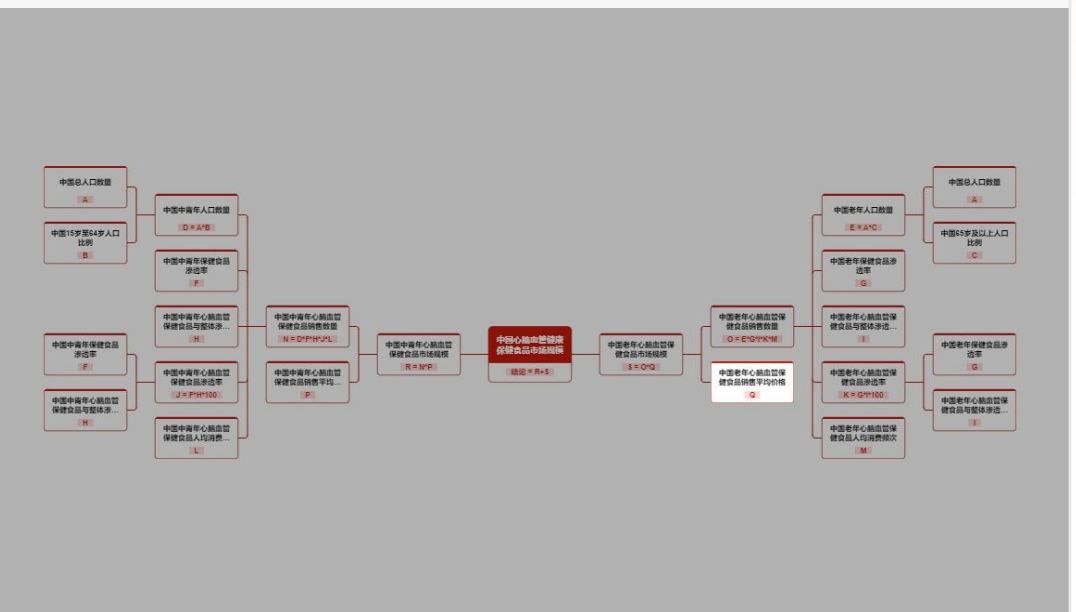 中国总人口数量
A
中国15岁至64岁人口
比例
B
中国中青年人口数量
D = A*B
中国中青年保健食品
渗透率
F
中国中青年心脑血管
保健食品与整体渗...
H
中国中青年保健食品
渗透率
F
中国中青年心脑血管
保健食品与整体渗...
H
中国中青年心脑血管
保健食品渗透率
J = F*H*100
中国中青年心脑血管
保健食品人均消费...
L
中国中青年心脑血管
保健食品销售数量
N = D*F*H*J*L
中国中青年心脑血管
保健食品销售平均...
P
中国中青年心脑血管
保健食品市场规模
R = N*P
中国心脑血管健康
保健食品市场规模
结论 = R+S
中国老年心脑血管保
健食品市场规模
S = O*Q
中国老年心脑血管保
健食品销售数量
O = E*G*I*K*M
中国老年心脑血管保
健食品销售平均价格
Q
中国老年人口数量
E = A*C
中国老年保健食品渗
透率
G
中国老年心脑血管保
健食品与整体渗透...
I
中国老年心脑血管保
健食品渗透率
K = G*I*100
中国老年心脑血管保
健食品人均消费频次
M
中国总人口数量
A
中国65岁及以上人口
比例
C
中国老年保健食品渗
透率
G
中国老年心脑血管保
健食品与整体渗透...
I